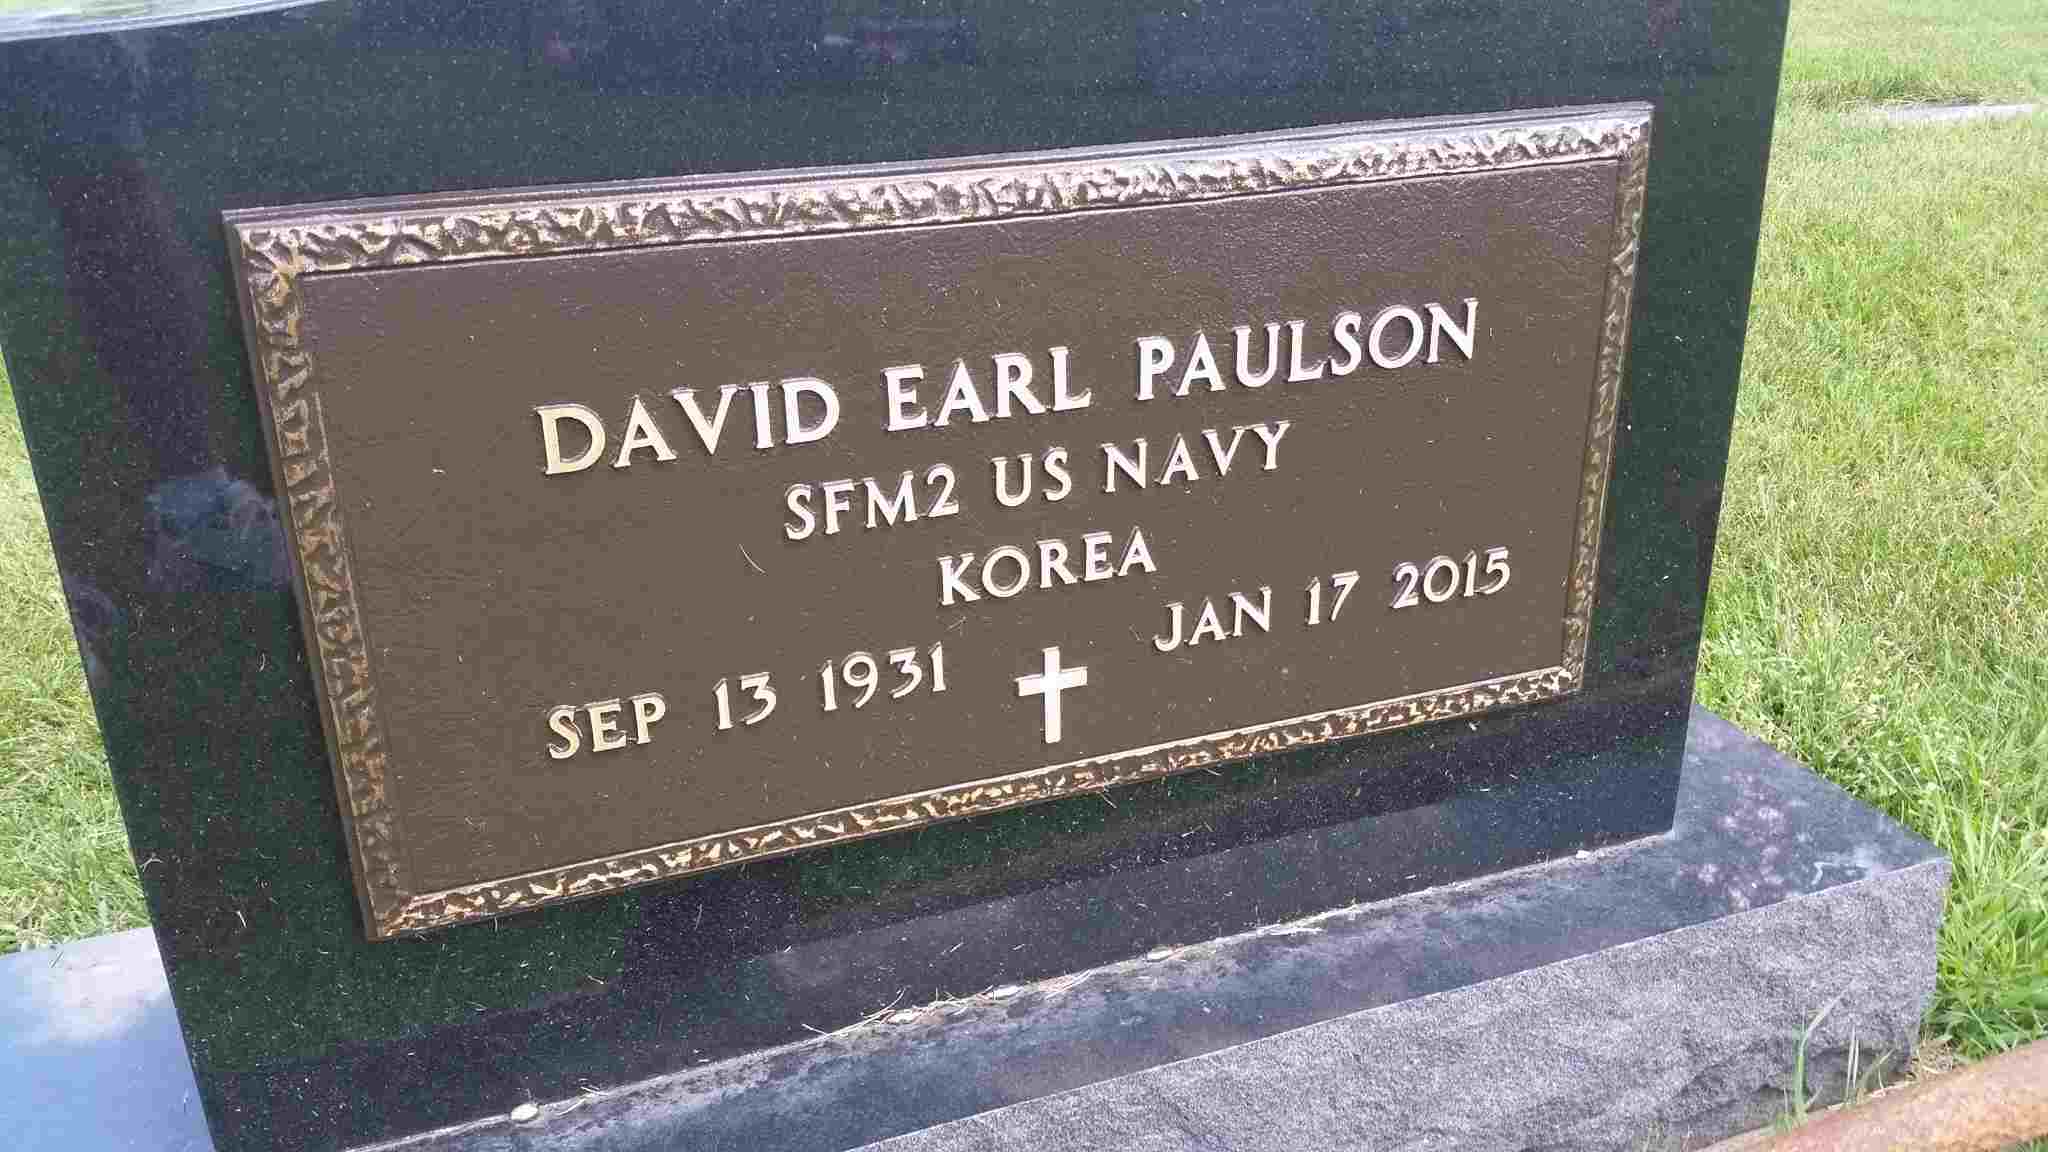 DAVID EARL PAULSON
SFM2 US NAVY
KOREA
SEP 13 1931 JAN 17 2015